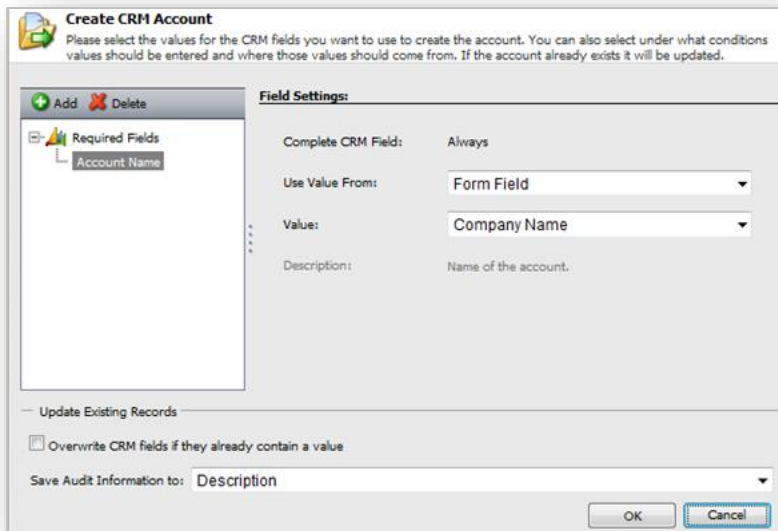 Create CRM Account
Please select the values for the CRM fields you want to use to create the account. You can also select under what conditions
values should be entered and where those values should come from. If the account already exists it will be updated.
Add Delete
Field Settings:
Required Fields
Account Name
Complete CRM Field: Always
Use Value From: Form Field
Value: Company Name
Description: Name of the account.
Update Existing Records
Overwrite CRM fields if they already contain a value
Save Audit Information to: Description
OK Cancel